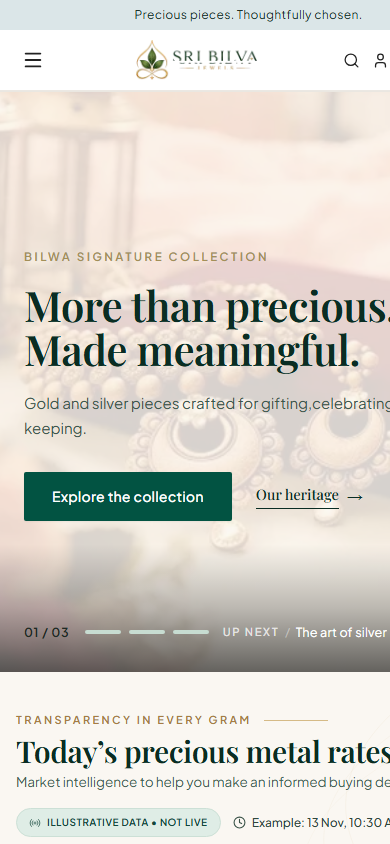 Precious pieces. Thoughtfully chosen.
SRI BILVA
JEWELS
BILWA SIGNATURE COLLECTION
More than precious.
Made meaningful.
Gold and silver pieces crafted for gifting,celebrating
keeping.
Explore the collection
Our heritage →
01 / 03 UP NEXT / The art of silver
TRANSPARENCY IN EVERY GRAM
Today’s precious metal rates
Market intelligence to help you make an informed buying de
ILLUSTRATIVE DATA • NOT LIVE Example: 13 Nov, 10:30 A